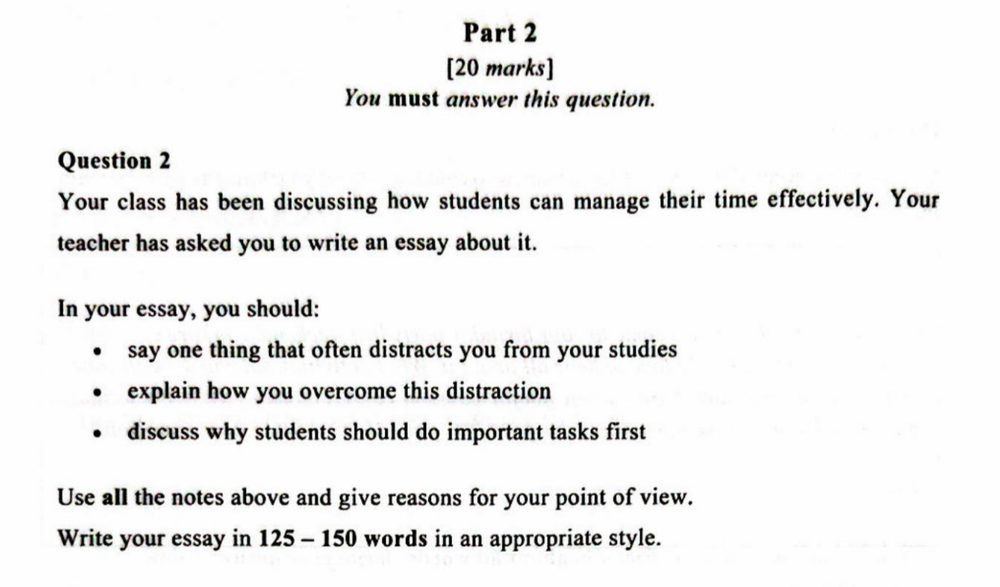 Part 2
[20 marks]
You must answer this question.
Question 2
Your class has been discussing how students can manage their time effectively. Your
teacher has asked you to write an essay about it.
In your essay, you should:
• say one thing that often distracts you from your studies
• explain how you overcome this distraction
• discuss why students should do important tasks first
Use all the notes above and give reasons for your point of view.
Write your essay in 125 – 150 words in an appropriate style.